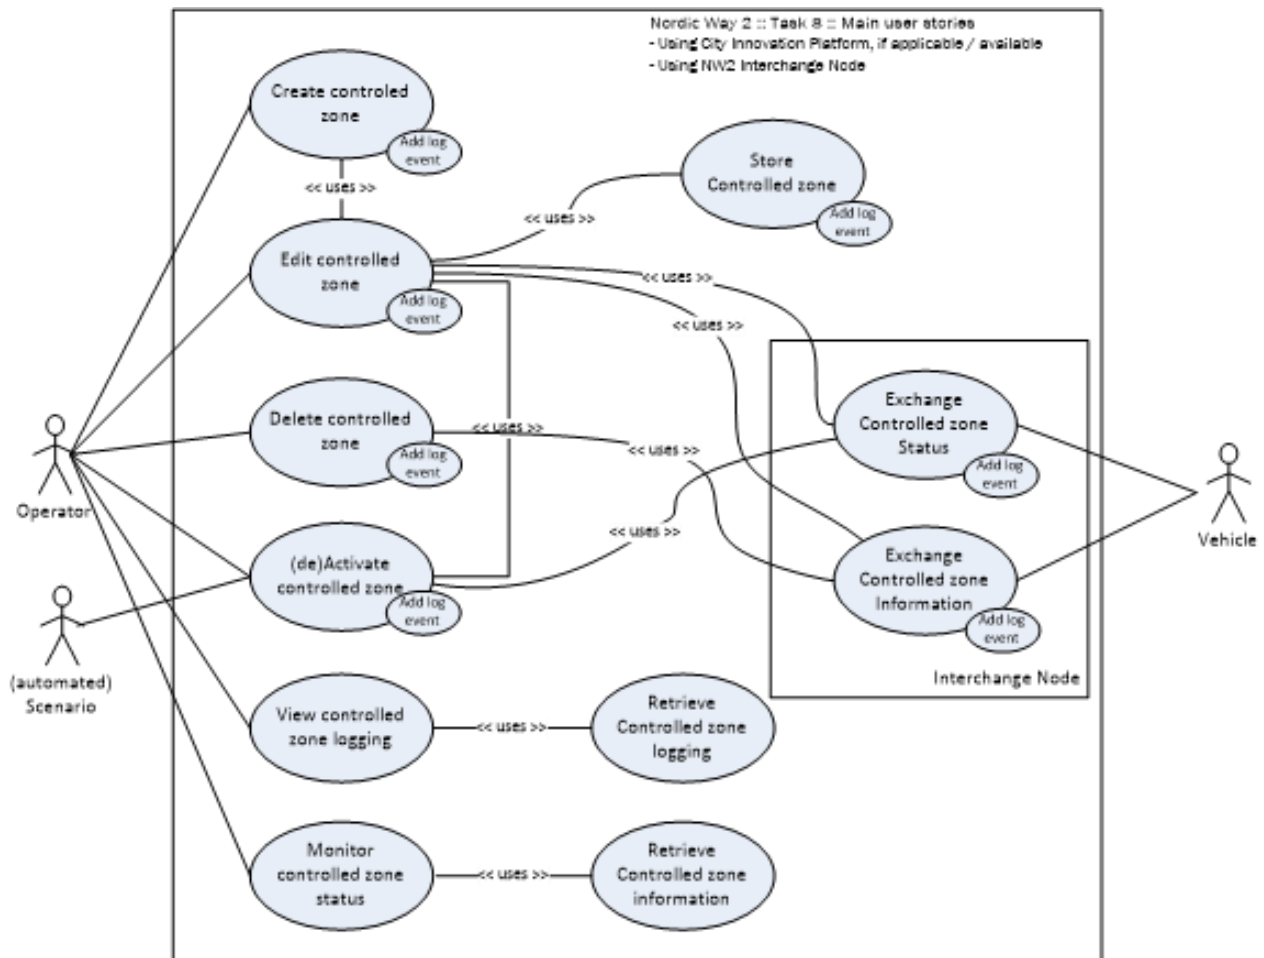 Nordic Way 2 :: Task 8 :: Main user stories
- Using City Innovation Platform, if applicable / available
- Using NW2 Interchange Node
Create controled
zone
Add log
event
<< uses >>
Store
Controlled zone
Add log
event
<< uses >>
Edit controlled
zone
Add log
event
<< uses >>
<< uses >>
Exchange
Controlled zone
Status
Add log
event
Delete controlled
zone
Add log
event
<< uses >>
<< uses >>
Operator
Vehicle
<< uses >>
(de)Activate
controlled zone
Add log
event
Exchange
Controlled zone
Information
Add log
event
Interchange Node
(automated)
Scenario
View controlled
zone logging
<< uses >>
Retrieve
Controlled zone
logging
Monitor
controlled zone
status
<< uses >>
Retrieve
Controlled zone
information